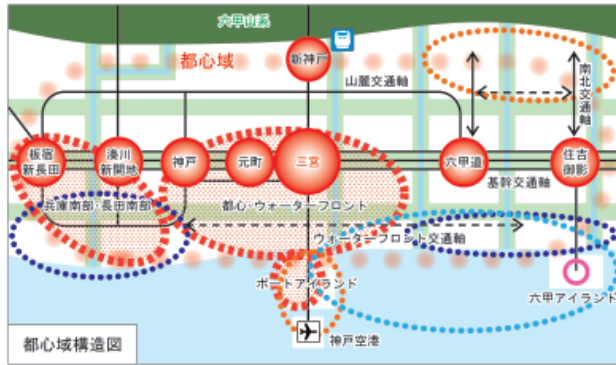 六甲山系
都心域
新神戸
山麓交通軸
南北交通軸
板宿
新長田
湊川
新開地
神戸
元町
三宮
六甲道
住吉
御影
基幹交通軸
兵庫南部・長田南部
都心・ウォーターフロント
ウォーターフロント交通軸
ポートアイランド
六甲アイランド
神戸空港
都心域構造図